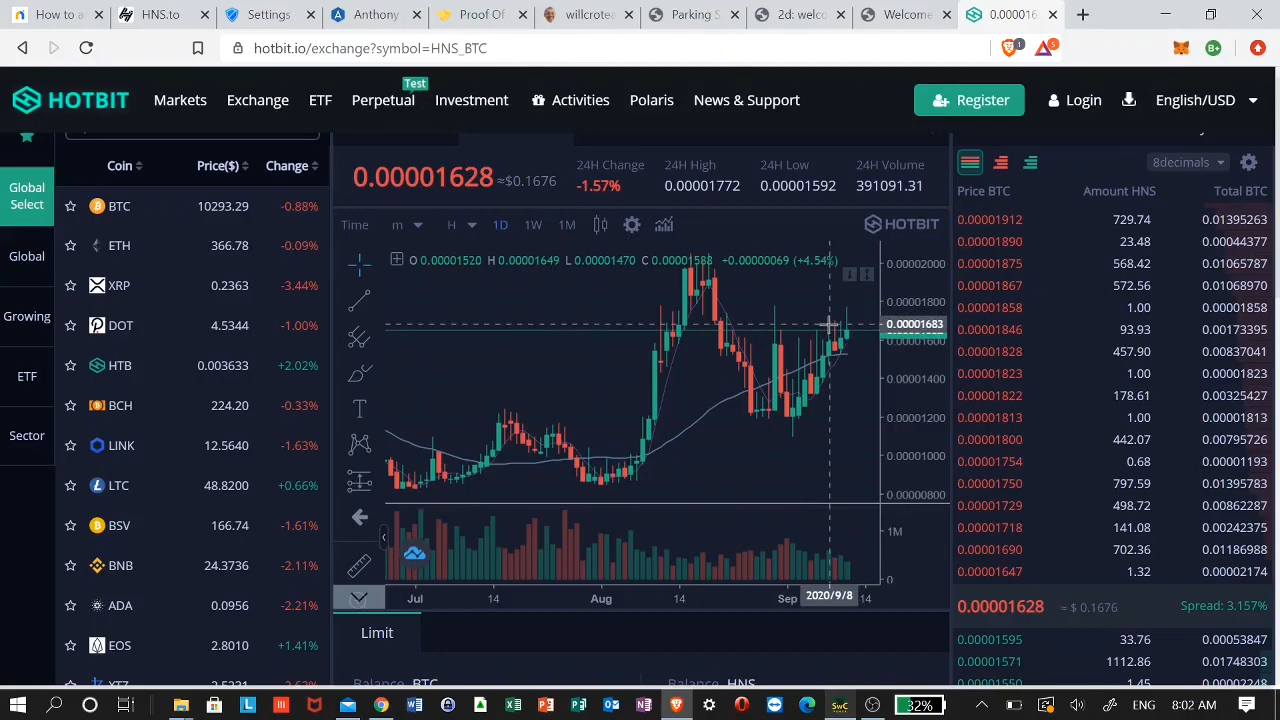 How to a
HNS.to
Settings
Anthony
Proof Of
willcrotea
Parking S
2d: welco
Welcome
0.000016
hotbit.io/exchange?symbol=HNS_BTC
1
5
B+
HOTBIT
Markets
Exchange
ETF
Test
Perpetual
Investment
Activities
Polaris
News & Support
Register
Login
English/USD
Global
Select
Global
Growing
ETF
Sector
Coin Price($) Change
BTC 10293.29 -0.88%
ETH 366.78 -0.09%
XRP 0.2363 -3.44%
DOT 4.5344 -1.00%
HTB 0.003633 +2.02%
BCH 224.20 -0.33%
LINK 12.5640 -1.63%
LTC 48.8200 +0.66%
BSV 166.74 -1.61%
BNB 24.3736 -2.11%
ADA 0.0956 -2.21%
EOS 2.8010 +1.41%
0.00001628 ≈$0.1676
24H Change
-1.57%
24H High
0.00001772
24H Low
0.00001592
24H Volume
391091.31
Time m H 1D 1W 1M
HOTBIT
O 0.00001520 H 0.00001649 L 0.00001470 C 0.00001588 +0.00000069 (+4.54%)
0.00002000
0.00001800
0.00001683
0.00001600
0.00001400
0.00001200
0.00001000
0.00000800
1M
0
Jul 14 Aug 14 Sep 2020/9/8 14
Limit
Balance BTC
Balance HNS
8decimals
Price BTC Amount HNS Total BTC
0.00001912 729.74 0.01395263
0.00001890 23.48 0.00044377
0.00001875 568.42 0.01065787
0.00001867 572.56 0.01068970
0.00001858 1.00 0.00001858
0.00001846 93.93 0.00173395
0.00001828 457.90 0.00837041
0.00001823 1.00 0.00001823
0.00001822 178.61 0.00325427
0.00001813 1.00 0.00001813
0.00001800 442.07 0.00795726
0.00001754 0.68 0.00001193
0.00001750 797.59 0.01395783
0.00001729 498.72 0.00862287
0.00001718 141.08 0.00242375
0.00001690 702.36 0.01186988
0.00001647 1.32 0.00002174
0.00001628 ≈ $ 0.1676 Spread: 3.157%
0.00001595 33.76 0.00053847
0.00001571 1112.86 0.01748303
0.00001550 1.45 0.00002248
32%
8:02 AM